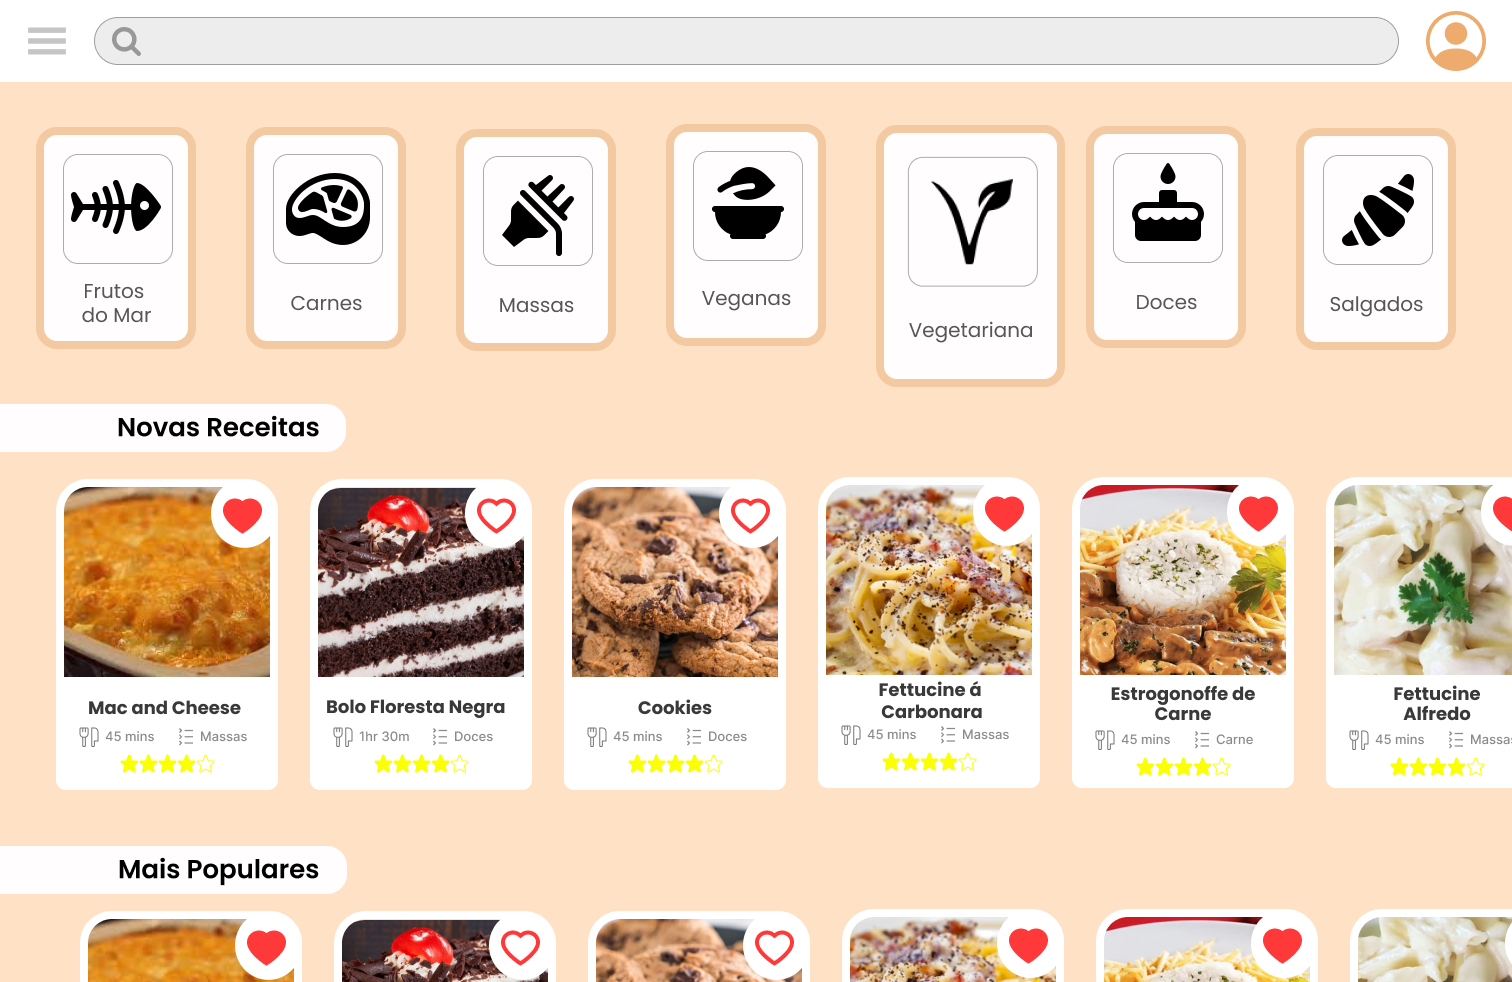 Frutos
do Mar
Carnes
Massas
Veganas
Vegetariana
Doces
Salgados
Novas Receitas
Mac and Cheese
45 mins
Massas
Bolo Floresta Negra
1hr 30m
Doces
Cookies
45 mins
Doces
Fettucine á
Carbonara
45 mins
Massas
Estrogonoffe de
Carne
45 mins
Carne
Fettucine
Alfredo
45 mins
Massas
Mais Populares